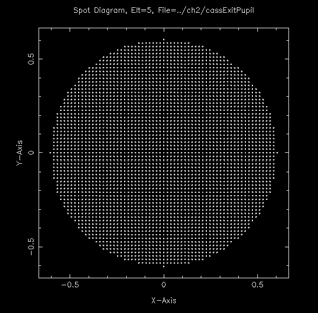 Spot Diagram, Elt=5, File=../ch2/cassExitPupil
0.5
Y-Axis
0
-0.5
-0.5 0 0.5
X-Axis